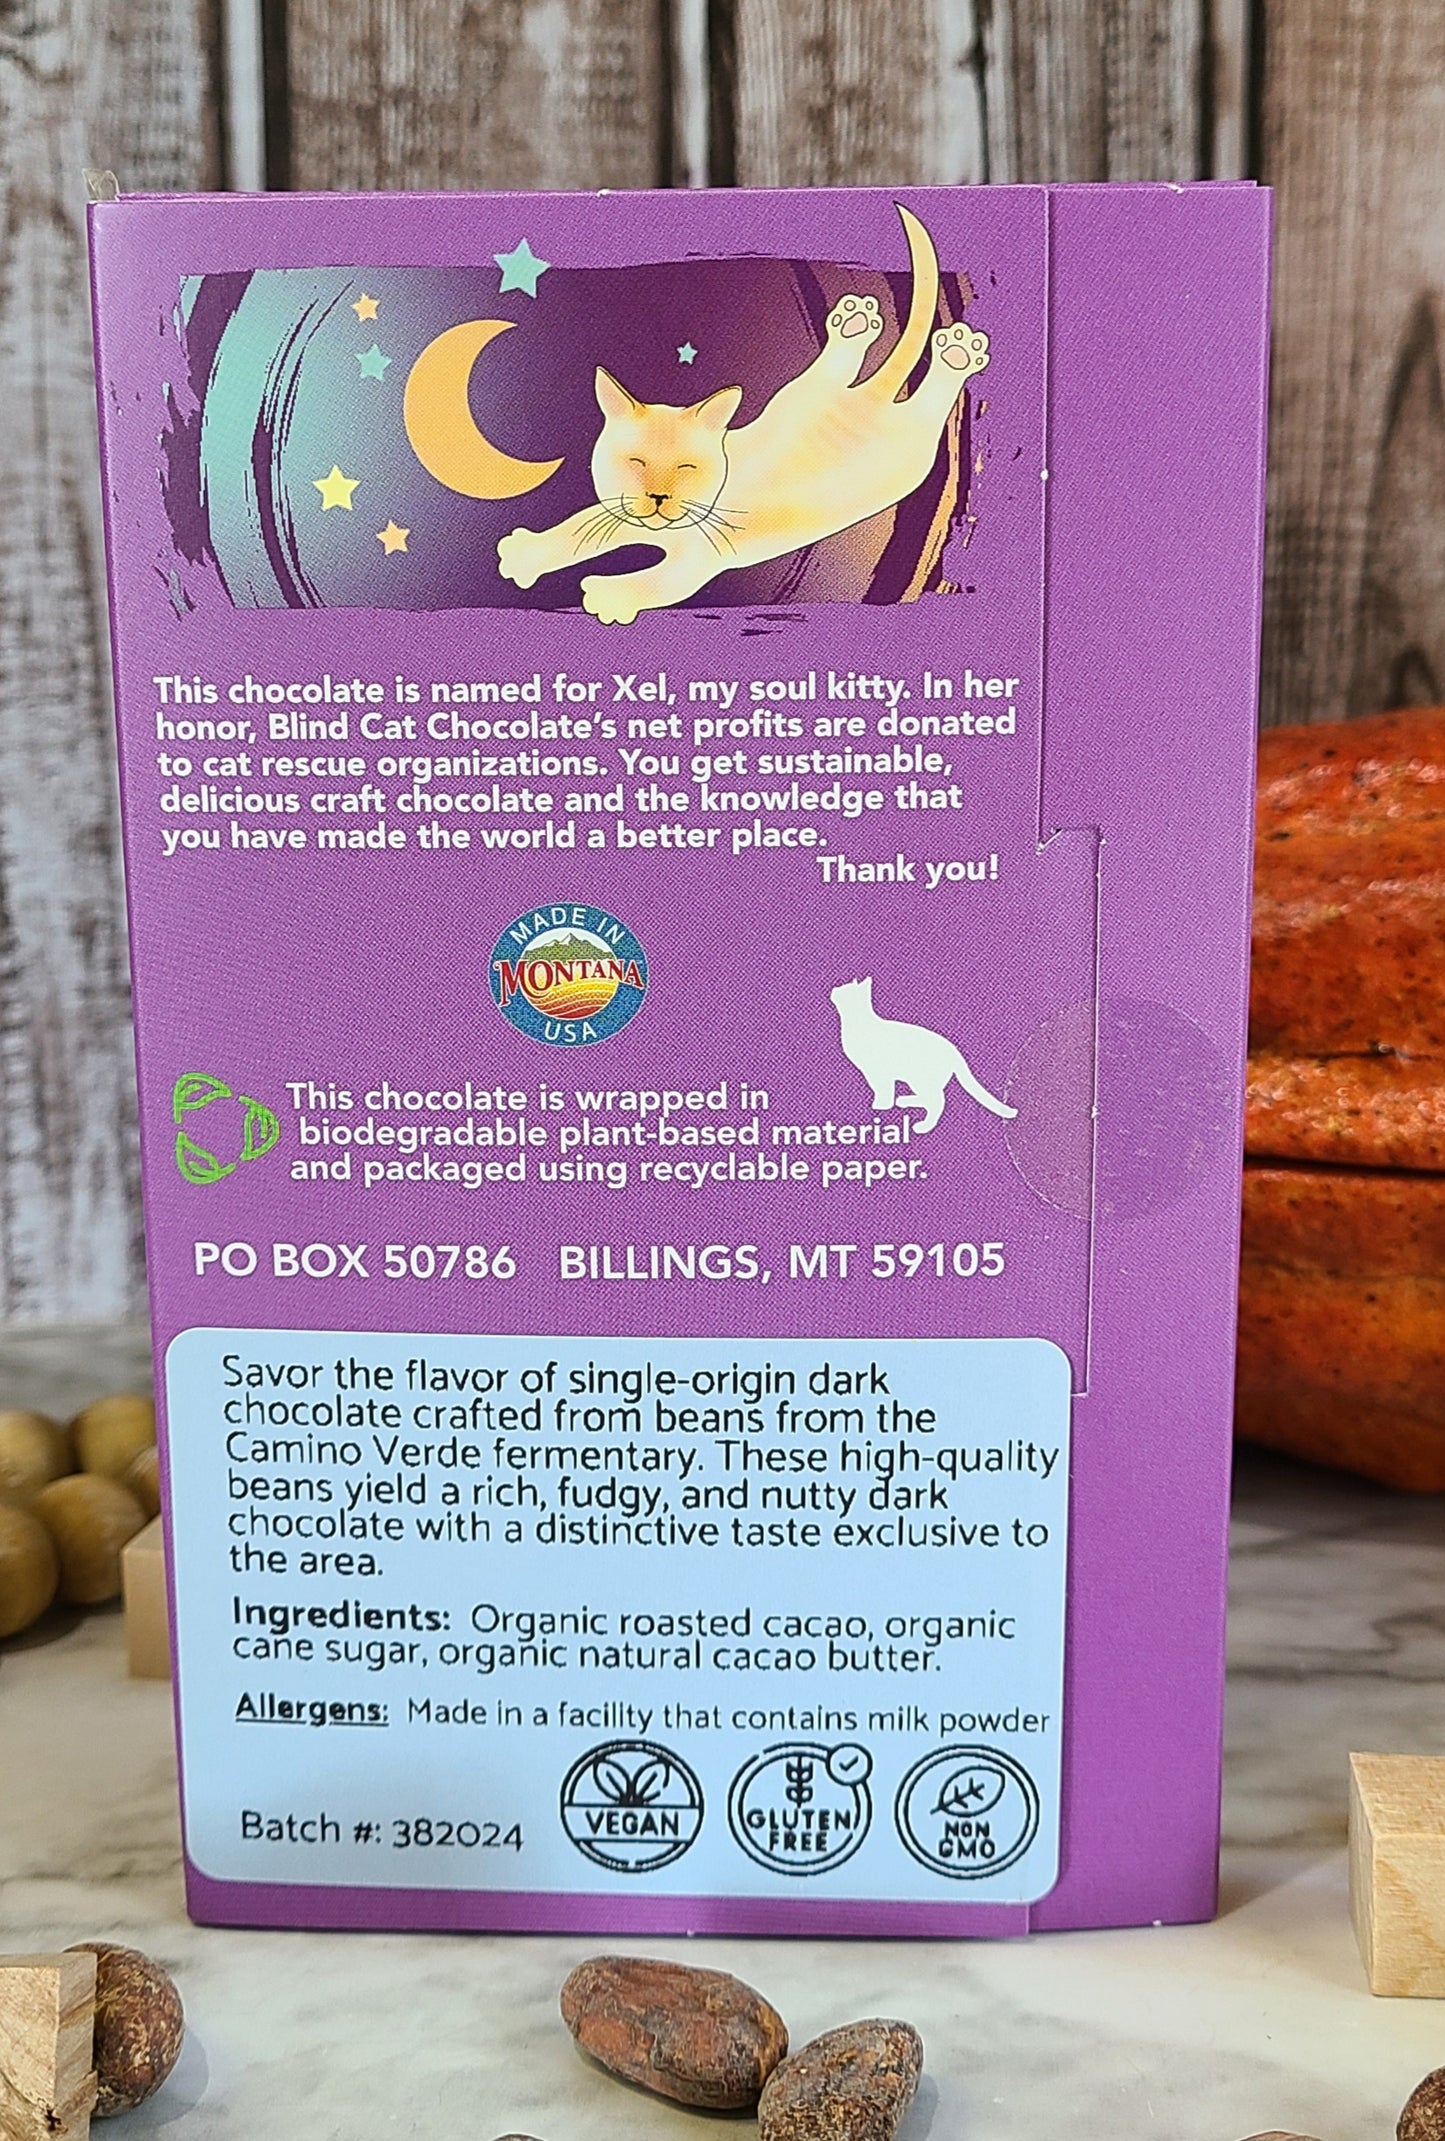 This chocolate is named for Xel, my soul kitty. In her
honor, Blind Cat Chocolate's net profits are donated
to cat rescue organizations. You get sustainable,
delicious craft chocolate and the knowledge that
you have made the world a better place.
Thank you!
MADE IN
MONTANA
USA
This chocolate is wrapped in
biodegradable plant-based material
and packaged using recyclable paper.
PO BOX 50786 BILLINGS, MT 59105
Savor the flavor of single-origin dark
chocolate crafted from beans from the
Camino Verde fermentary. These high-quality
beans yield a rich, fudgy, and nutty dark
chocolate with a distinctive taste exclusive to
the area.
Ingredients: Organic roasted cacao, organic
cane sugar, organic natural cacao butter.
Allergens: Made in a facility that contains milk powder
Batch #: 382024
VEGAN
GLUTEN
FREE
NON
GMO